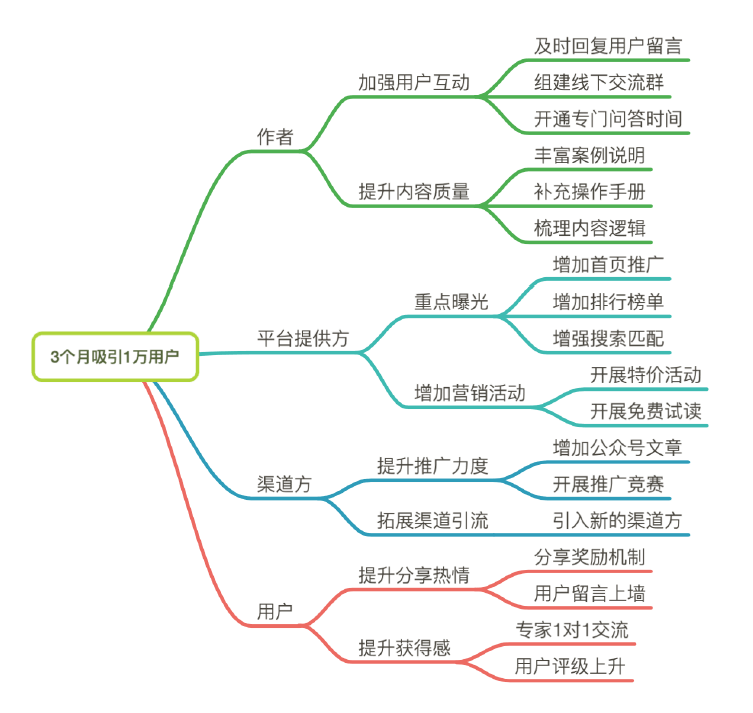 3个月吸引1万用户
作者
加强用户互动
及时回复用户留言
组建线下交流群
开通专门问答时间
提升内容质量
丰富案例说明
补充操作手册
梳理内容逻辑
平台提供方
重点曝光
增加首页推广
增加排行榜单
增强搜索匹配
增加营销活动
开展特价活动
开展免费试读
渠道方
提升推广力度
增加公众号文章
开展推广竞赛
拓展渠道引流
引入新的渠道方
用户
提升分享热情
分享奖励机制
用户留言上墙
提升获得感
专家1对1交流
用户评级上升